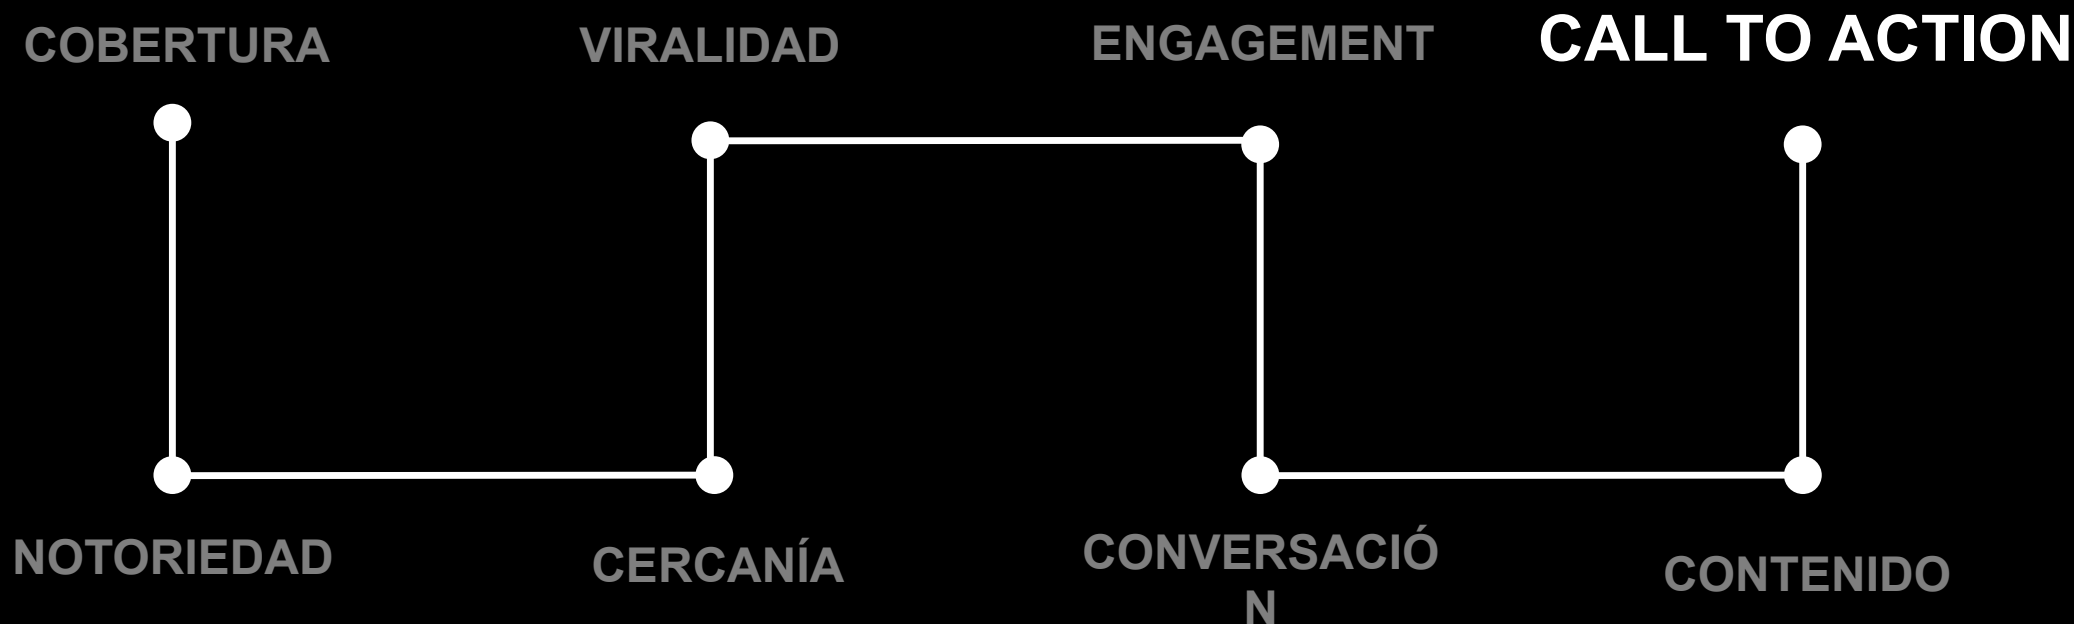 COBERTURA
VIRALIDAD
ENGAGEMENT
CALL TO ACTION
NOTORIEDAD
CERCANÍA
CONVERSACIÓ
N
CONTENIDO